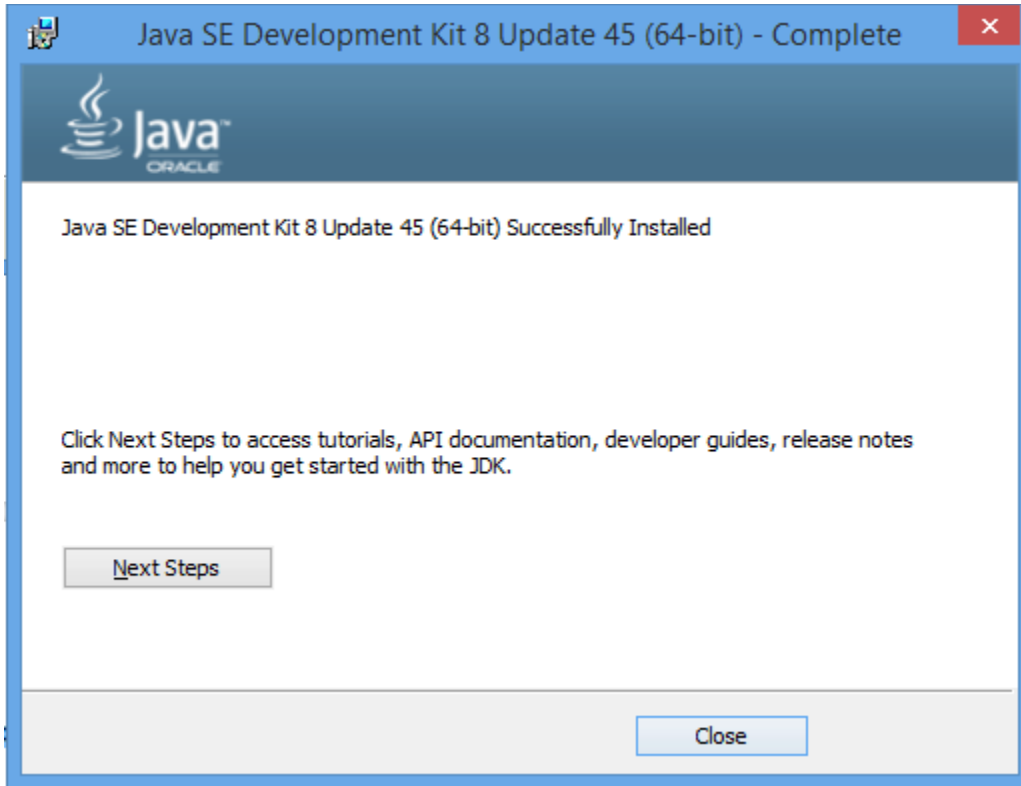 Java SE Development Kit 8 Update 45 (64-bit) - Complete
Java™
ORACLE
Java SE Development Kit 8 Update 45 (64-bit) Successfully Installed
Click Next Steps to access tutorials, API documentation, developer guides, release notes
and more to help you get started with the JDK.
Next Steps
Close